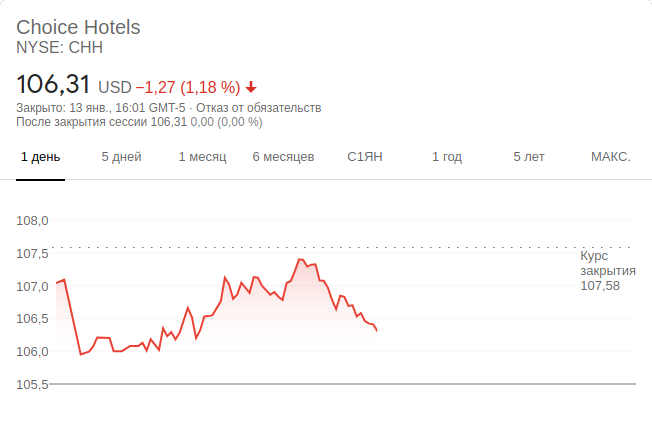 Choice Hotels
NYSE: CHH
106,31 USD −1,27 (1,18 %)
Закрыто: 13 янв., 16:01 GMT-5 · Отказ от обязательств
После закрытия сессии 106,31 0,00 (0,00 %)
1 день 5 дней 1 месяц 6 месяцев С1ЯН 1 год 5 лет МАКС.
108,0
107,5
Курс
закрытия
107,58
107,0
106,5
106,0
105,5